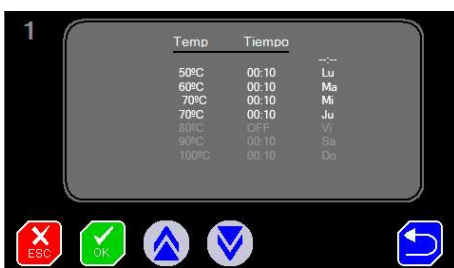 1
Temp Tiempo
--:--
50ºC 00:10 Lu
60ºC 00:10 Ma
70ºC 00:10 Mi
70ºC 00:10 Ju
80ºC OFF Vi
90ºC 00:10 Sa
100ºC 00:10 Do
ESC OK